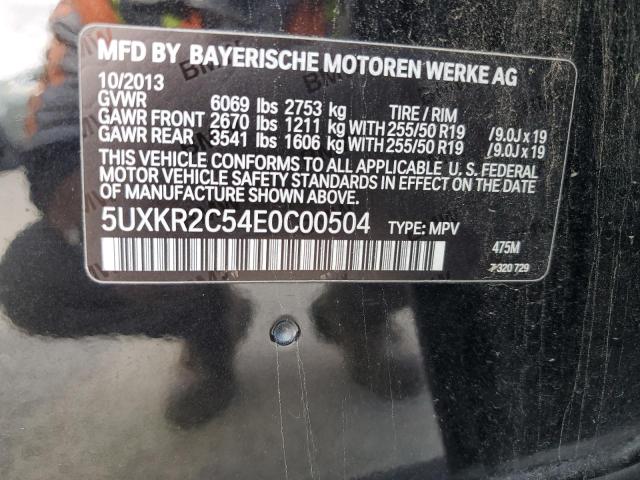 MFD BY BAYERISCHE MOTOREN WERKE AG
10/2013
GVWR 6069 lbs 2753 kg TIRE / RIM
GAWR FRONT 2670 lbs 1211 kg WITH 255/50 R19 /9.0J x 19
GAWR REAR 3541 lbs 1606 kg WITH 255/50 R19 /9.0J x 19
THIS VEHICLE CONFORMS TO ALL APPLICABLE U. S. FEDERAL
MOTOR VEHICLE SAFETY STANDARDS IN EFFECT ON THE DATE
OF MANUFACTURE SHOWN ABOVE.
5UXKR2C54E0C00504 TYPE: MPV
475M
7 320 729